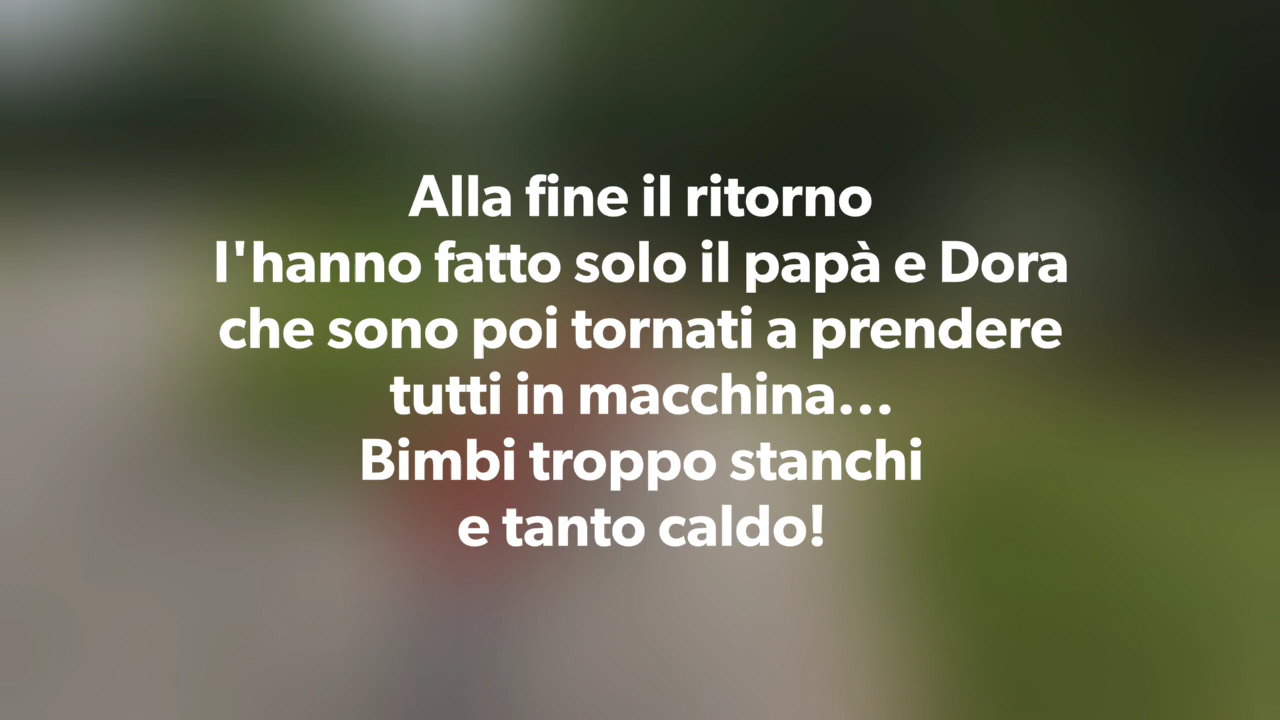 Alla fine il ritorno
l'hanno fatto solo il papà e Dora
che sono poi tornati a prendere
tutti in macchina...
Bimbi troppo stanchi
e tanto caldo!